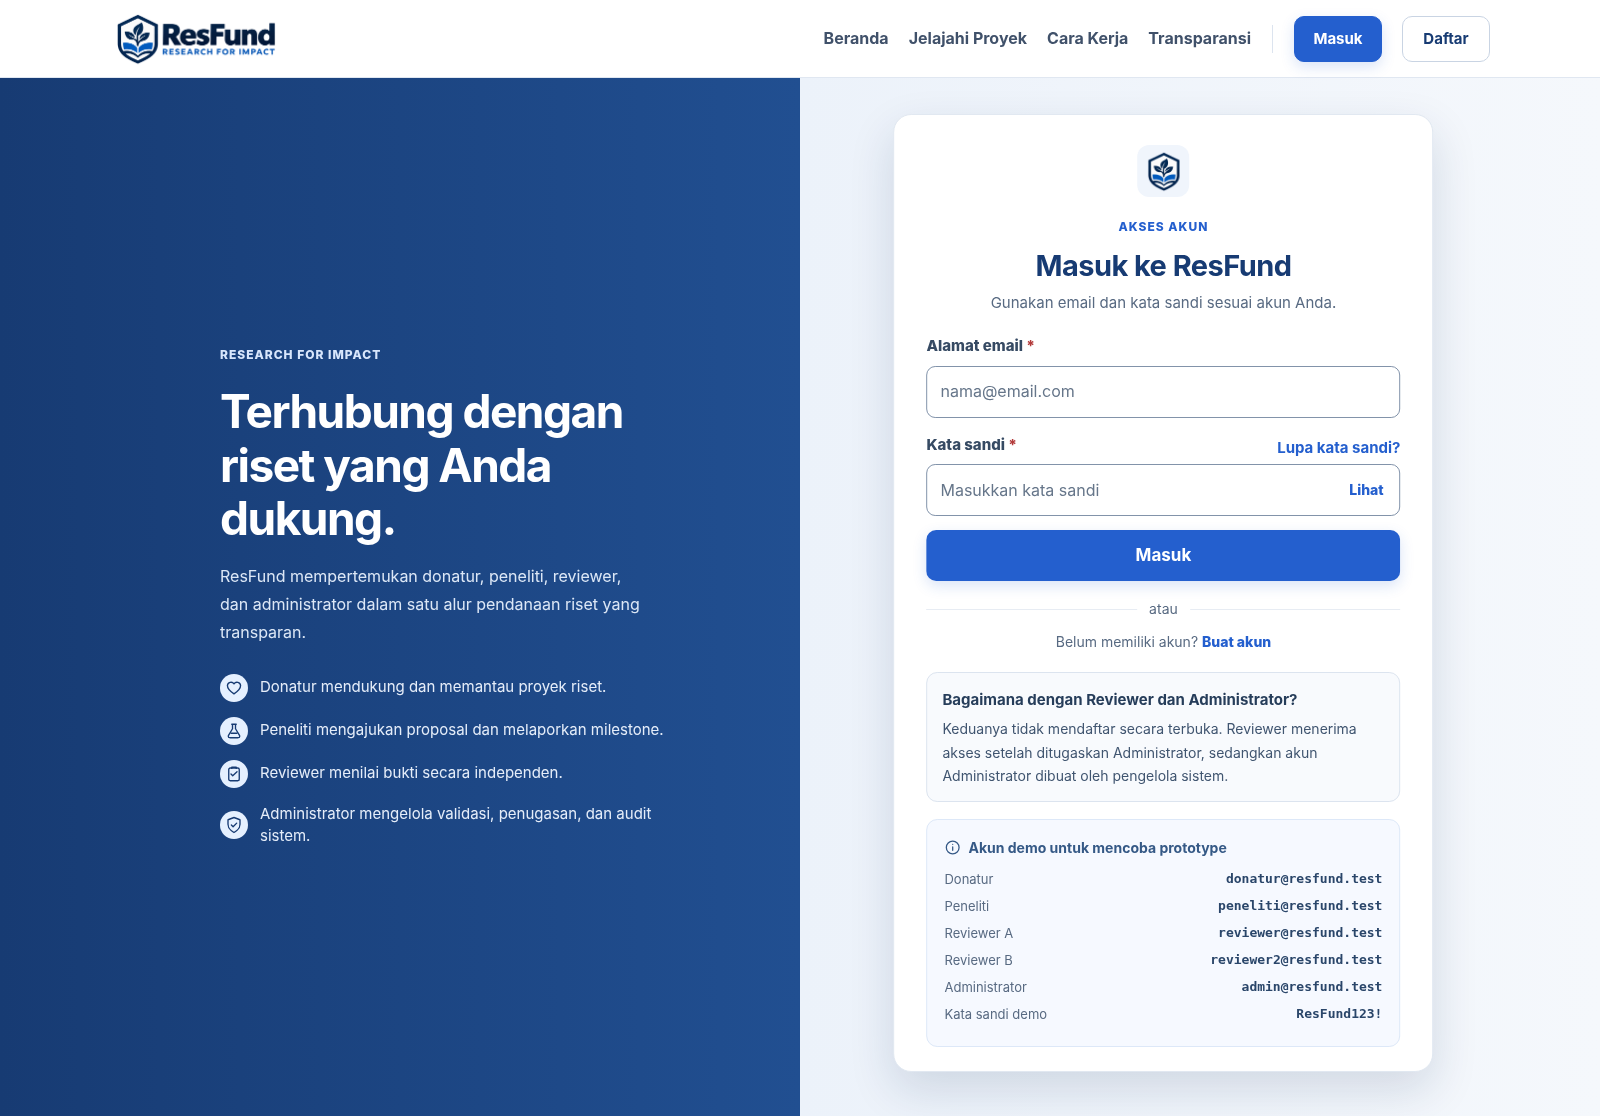 ResFund
RESEARCH FOR IMPACT
Beranda
Jelajahi Proyek
Cara Kerja
Transparansi
Masuk
Daftar
RESEARCH FOR IMPACT
Terhubung dengan
riset yang Anda
dukung.
ResFund mempertemukan donatur, peneliti, reviewer,
dan administrator dalam satu alur pendanaan riset yang
transparan.
Donatur mendukung dan memantau proyek riset.
Peneliti mengajukan proposal dan melaporkan milestone.
Reviewer menilai bukti secara independen.
Administrator mengelola validasi, penugasan, dan audit
sistem.
AKSES AKUN
Masuk ke ResFund
Gunakan email dan kata sandi sesuai akun Anda.
Alamat email *
nama@email.com
Kata sandi *
Lupa kata sandi?
Masukkan kata sandi
Lihat
Masuk
atau
Belum memiliki akun? Buat akun
Bagaimana dengan Reviewer dan Administrator?
Keduanya tidak mendaftar secara terbuka. Reviewer menerima
akses setelah ditugaskan Administrator, sedangkan akun
Administrator dibuat oleh pengelola sistem.
Akun demo untuk mencoba prototype
Donatur donatur@resfund.test
Peneliti peneliti@resfund.test
Reviewer A reviewer@resfund.test
Reviewer B reviewer2@resfund.test
Administrator admin@resfund.test
Kata sandi demo ResFund123!